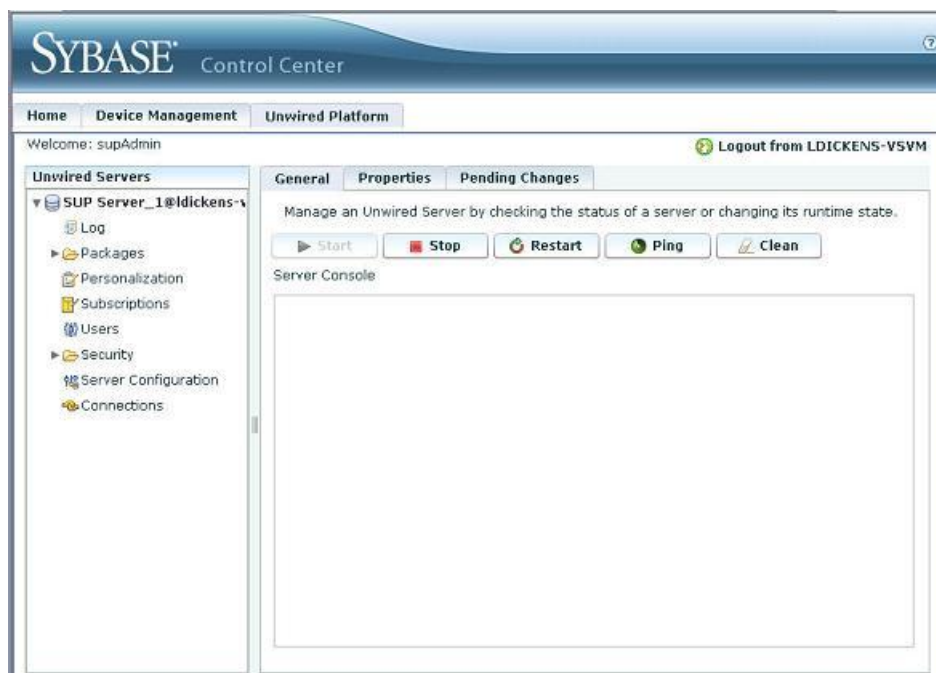 SYBASE Control Center
Home Device Management Unwired Platform
Welcome: supAdmin
Logout from LDICKENS-VSVM
Unwired Servers
SUP Server_1@ldickens-v
Log
Packages
Personalization
Subscriptions
Users
Security
Server Configuration
Connections
General Properties Pending Changes
Manage an Unwired Server by checking the status of a server or changing its runtime state.
Start Stop Restart Ping Clean
Server Console